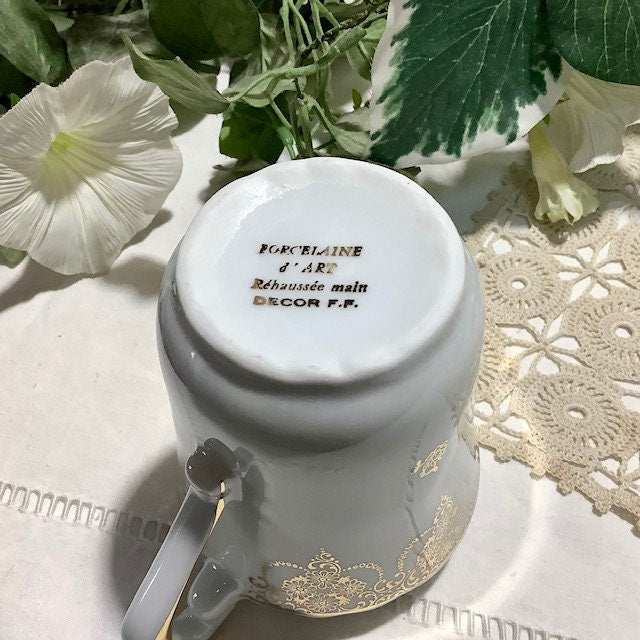 PORCELAINE
d'ART
Réhaussée main
DECOR F.F.